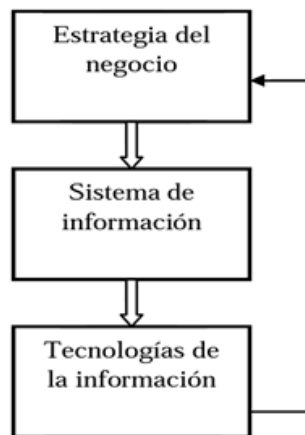 Estrategia del
negocio
Sistema de
información
Tecnologías de
la información